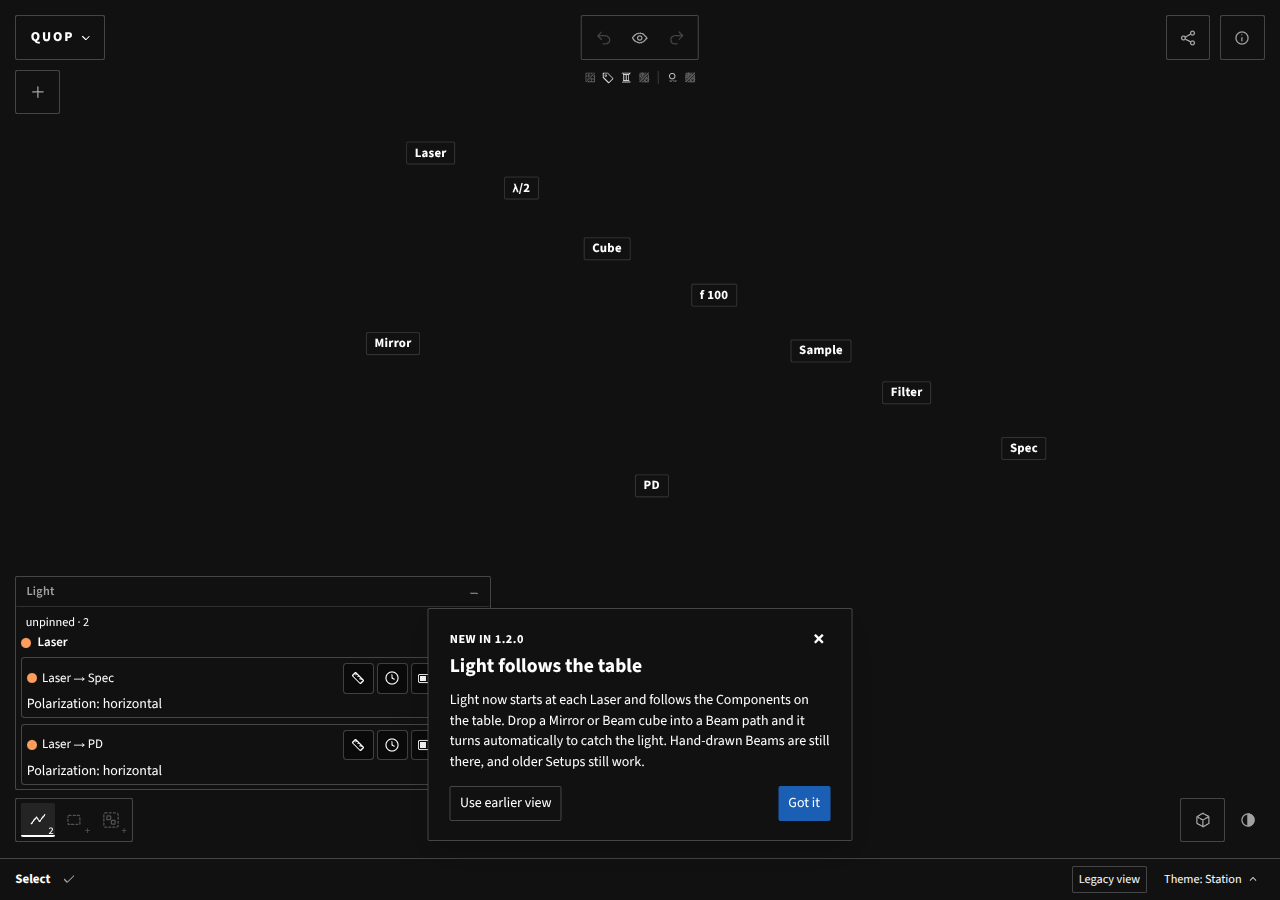 QUOP
Laser
λ/2
Cube
f 100
Mirror
Sample
Filter
Spec
PD
Light
unpinned · 2
Laser
Laser → Spec
Polarization: horizontal
Laser → PD
Polarization: horizontal
2
NEW IN 1.2.0
Light follows the table
Light now starts at each Laser and follows the Components on
the table. Drop a Mirror or Beam cube into a Beam path and it
turns automatically to catch the light. Hand-drawn Beams are still
there, and older Setups still work.
Use earlier view
Got it
Select
Legacy view
Theme: Station